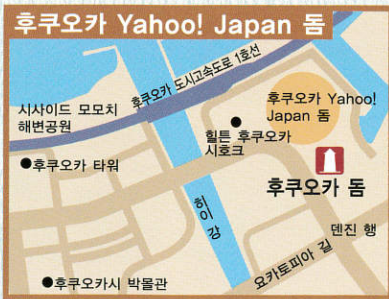 후쿠오카 Yahoo! Japan 돔
후쿠오카 도시고속도로 1호선
시사이드 모모치
해변공원
후쿠오카 Yahoo!
Japan 돔
힐튼 후쿠오카
시호크
후쿠오카 타워
후쿠오카 돔
히이 강
덴진 행
요카토피아 길
후쿠오카시 박물관